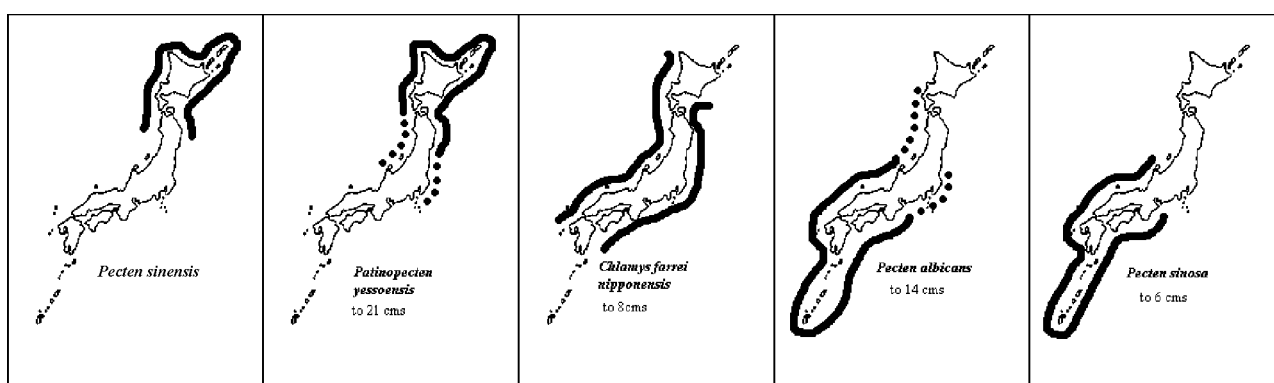 Pecten sinensis
Patinopecten
yessoensis
to 21 cms
Chlamys farrei
nipponensis
to 8cms
Pecten albicans
to 14 cms
Pecten sinosa
to 6 cms